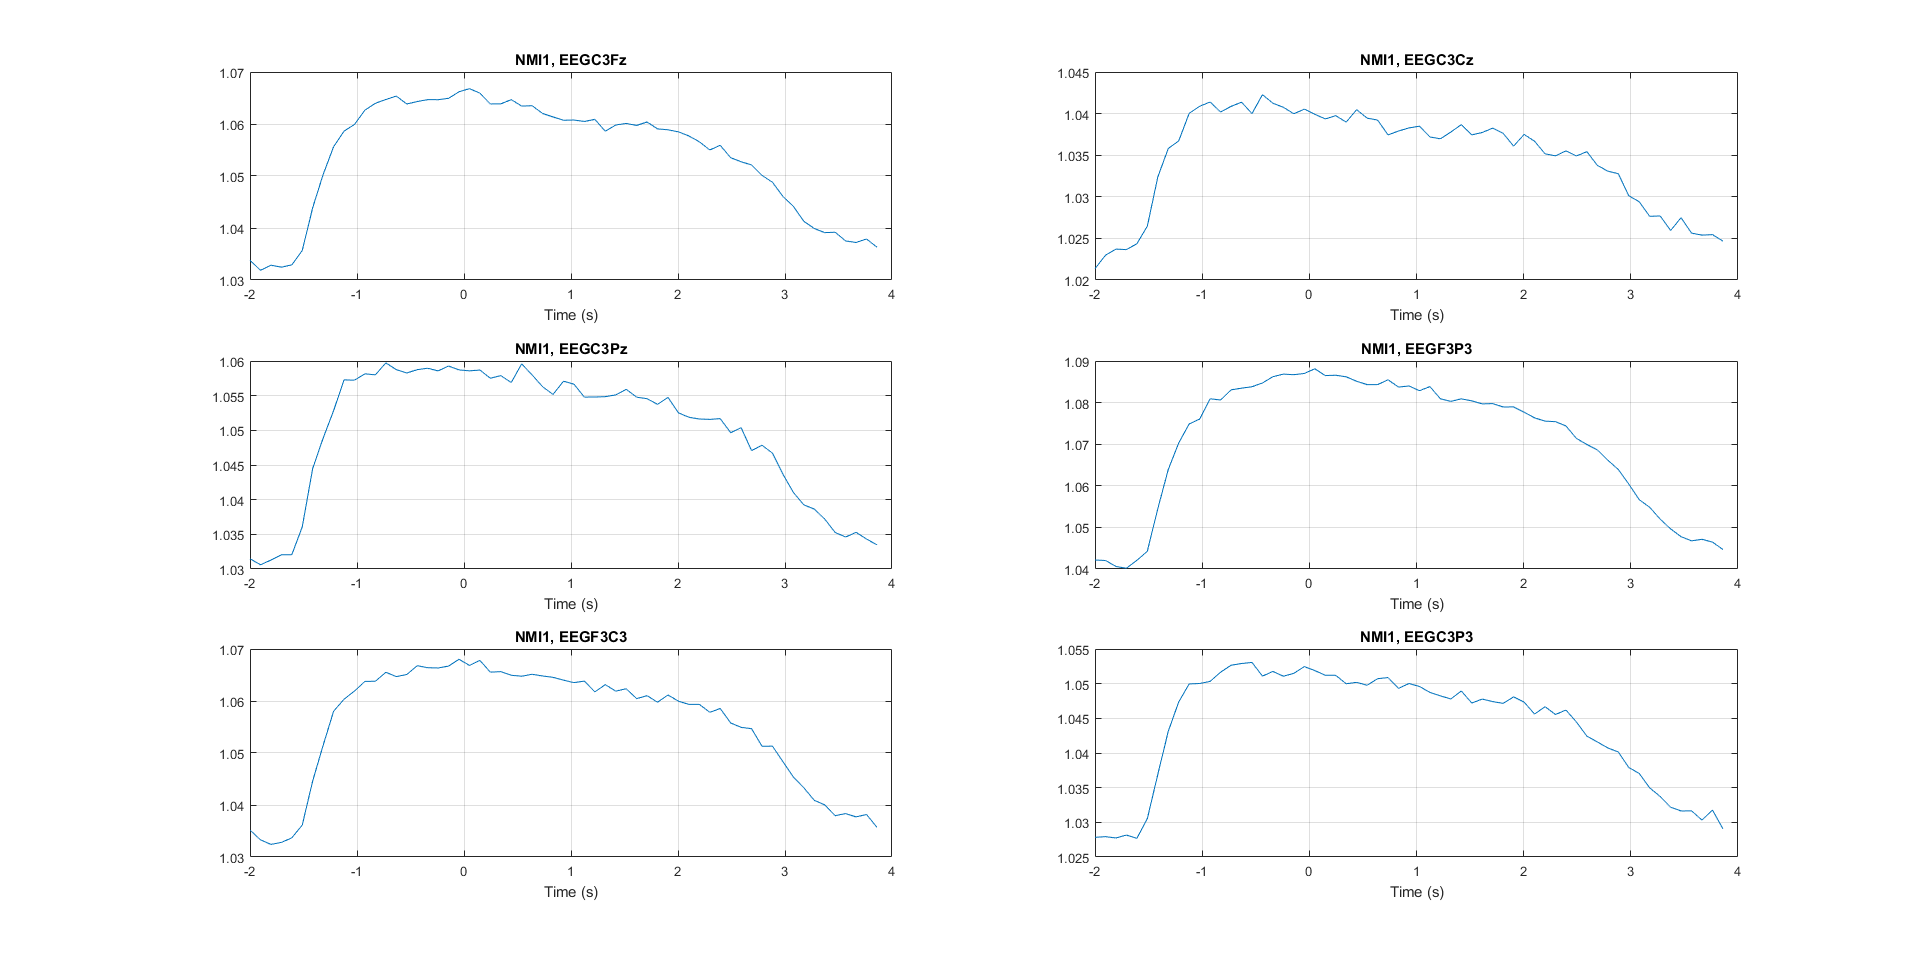 NMI1, EEGC3Fz
1.07
1.06
1.05
1.04
1.03
-2 -1 0 1 2 3 4
Time (s)
NMI1, EEGC3Cz
1.045
1.04
1.035
1.03
1.025
1.02
-2 -1 0 1 2 3 4
Time (s)
NMI1, EEGC3Pz
1.06
1.055
1.05
1.045
1.04
1.035
1.03
-2 -1 0 1 2 3 4
Time (s)
NMI1, EEGF3P3
1.09
1.08
1.07
1.06
1.05
1.04
-2 -1 0 1 2 3 4
Time (s)
NMI1, EEGF3C3
1.07
1.06
1.05
1.04
1.03
-2 -1 0 1 2 3 4
Time (s)
NMI1, EEGC3P3
1.055
1.05
1.045
1.04
1.035
1.03
1.025
-2 -1 0 1 2 3 4
Time (s)